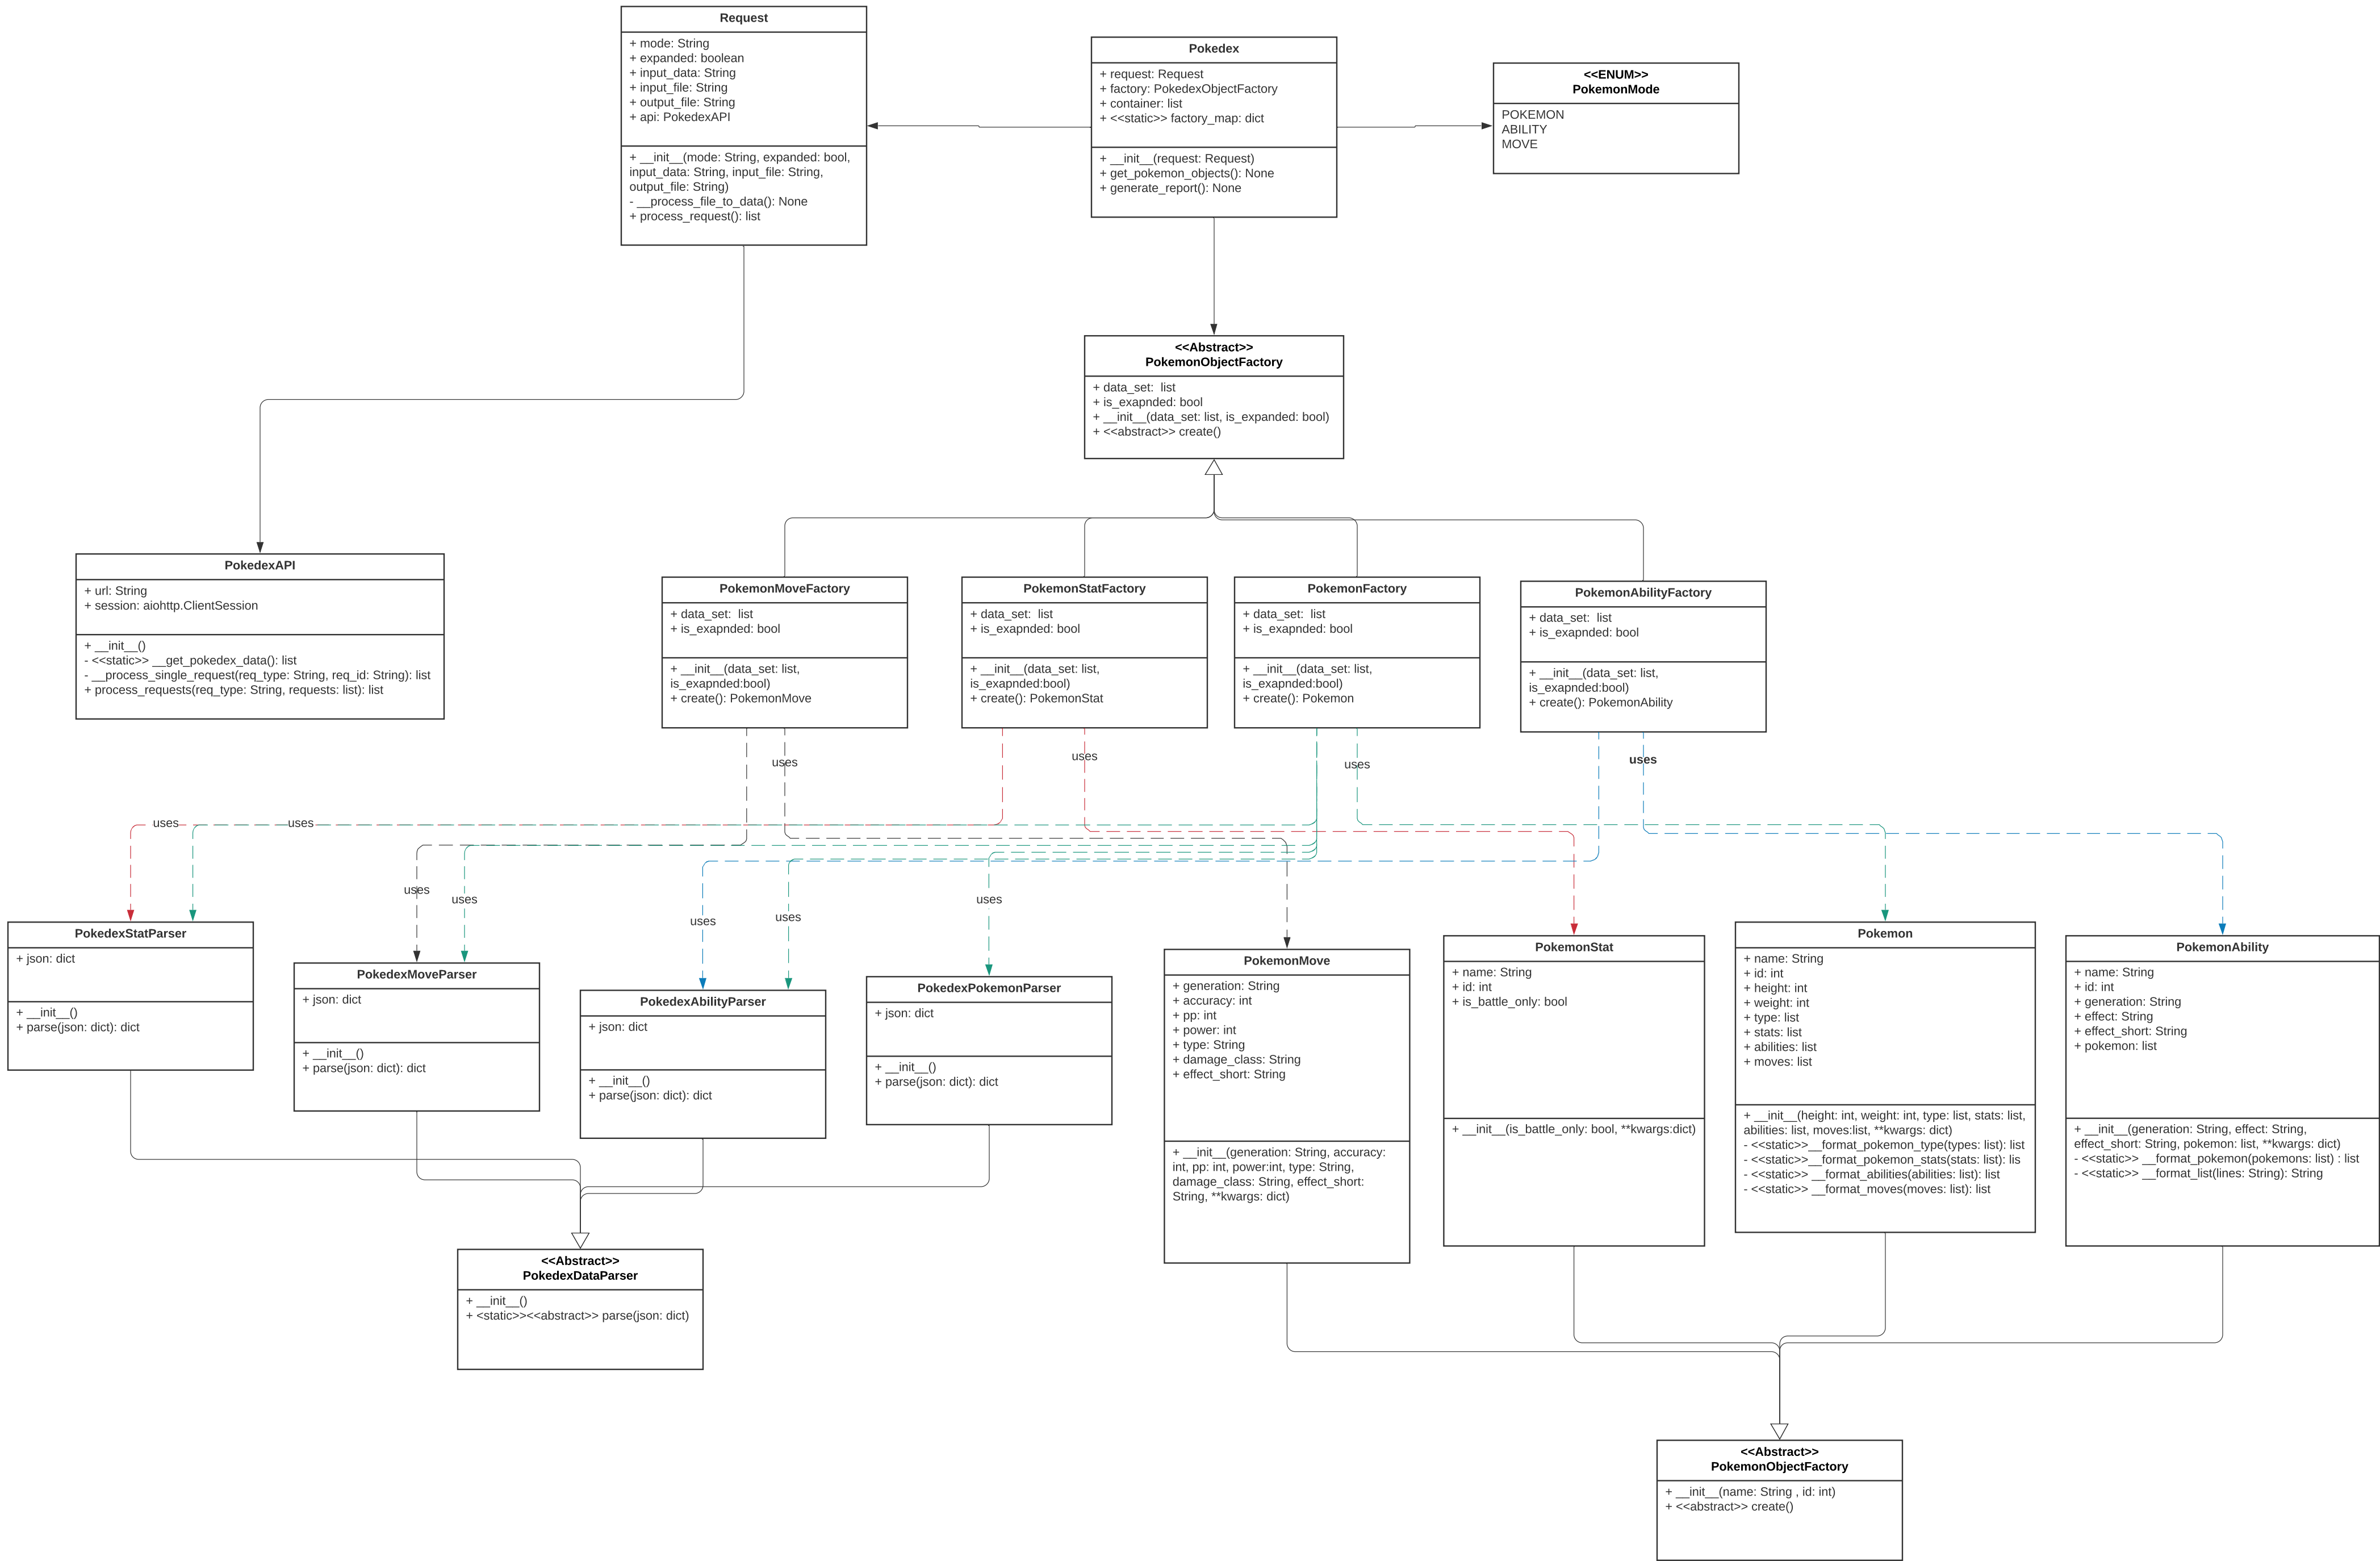 Request
+ mode: String
+ expanded: boolean
+ input_data: String
+ input_file: String
+ output_file: String
+ api: PokedexAPI
+ __init__(mode: String, expanded: bool,
input_data: String, input_file: String,
output_file: String)
- __process_file_to_data(): None
+ process_request(): list
Pokedex
+ request: Request
+ factory: PokedexObjectFactory
+ container: list
+ <<static>> factory_map: dict
+ __init__(request: Request)
+ get_pokemon_objects(): None
+ generate_report(): None
<<ENUM>>
PokemonMode
POKEMON
ABILITY
MOVE
<<Abstract>>
PokemonObjectFactory
+ data_set:  list
+ is_exapnded: bool
+ __init__(data_set: list, is_expanded: bool)
+ <<abstract>> create()
PokedexAPI
+ url: String
+ session: aiohttp.ClientSession
+ __init__()
- <<static>> __get_pokedex_data(): list
- __process_single_request(req_type: String, req_id: String): list
+ process_requests(req_type: String, requests: list): list
PokemonMoveFactory
+ data_set:  list
+ is_exapnded: bool
+ __init__(data_set: list,
is_exapnded:bool)
+ create(): PokemonMove
PokemonStatFactory
+ data_set:  list
+ is_exapnded: bool
+ __init__(data_set: list,
is_exapnded:bool)
+ create(): PokemonStat
PokemonFactory
+ data_set:  list
+ is_exapnded: bool
+ __init__(data_set: list,
is_exapnded:bool)
+ create(): Pokemon
PokemonAbilityFactory
+ data_set:  list
+ is_exapnded: bool
+ __init__(data_set: list,
is_exapnded:bool)
+ create(): PokemonAbility
uses
uses
uses
uses
uses
uses
uses
uses
uses
uses
uses
PokedexStatParser
+ json: dict
+ __init__()
+ parse(json: dict): dict
PokedexMoveParser
+ json: dict
+ __init__()
+ parse(json: dict): dict
PokedexAbilityParser
+ json: dict
+ __init__()
+ parse(json: dict): dict
PokedexPokemonParser
+ json: dict
+ __init__()
+ parse(json: dict): dict
PokemonMove
+ generation: String
+ accuracy: int
+ pp: int
+ power: int
+ type: String
+ damage_class: String
+ effect_short: String
+ __init__(generation: String, accuracy:
int, pp: int, power:int, type: String,
damage_class: String, effect_short:
String, **kwargs: dict)
PokemonStat
+ name: String
+ id: int
+ is_battle_only: bool
+ __init__(is_battle_only: bool, **kwargs:dict)
Pokemon
+ name: String
+ id: int
+ height: int
+ weight: int
+ type: list
+ stats: list
+ abilities: list
+ moves: list
+ __init__(height: int, weight: int, type: list, stats: list,
abilities: list, moves:list, **kwargs: dict)
- <<static>>__format_pokemon_type(types: list): list
- <<static>>__format_pokemon_stats(stats: list): lis
- <<static>> __format_abilities(abilities: list): list
- <<static>> __format_moves(moves: list): list
PokemonAbility
+ name: String
+ id: int
+ generation: String
+ effect: String
+ effect_short: String
+ pokemon: list
+ __init__(generation: String, effect: String,
effect_short: String, pokemon: list, **kwargs: dict)
- <<static>> __format_pokemon(pokemons: list) : list
- <<static>> __format_list(lines: String): String
<<Abstract>>
PokedexDataParser
+ __init__()
+ <static>><<abstract>> parse(json: dict)
<<Abstract>>
PokemonObjectFactory
+ __init__(name: String , id: int)
+ <<abstract>> create()